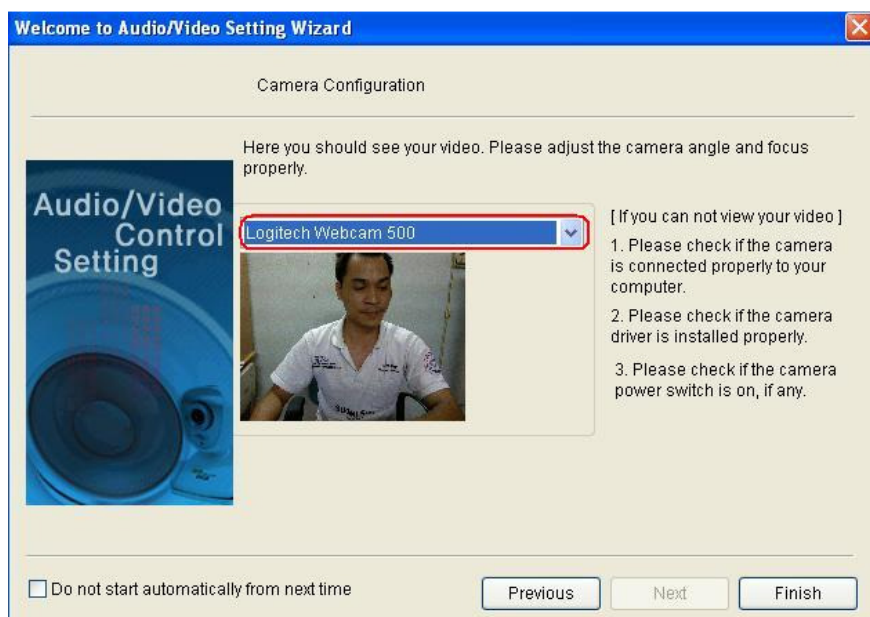 Welcome to Audio/Video Setting Wizard
Camera Configuration
Here you should see your video. Please adjust the camera angle and focus
properly.
Audio/Video
Control
Setting
Logitech Webcam 500
[ If you can not view your video ]
1. Please check if the camera
is connected properly to your
computer.
2. Please check if the camera
driver is installed properly.
3. Please check if the camera
power switch is on, if any.
Do not start automatically from next time
Previous
Next
Finish